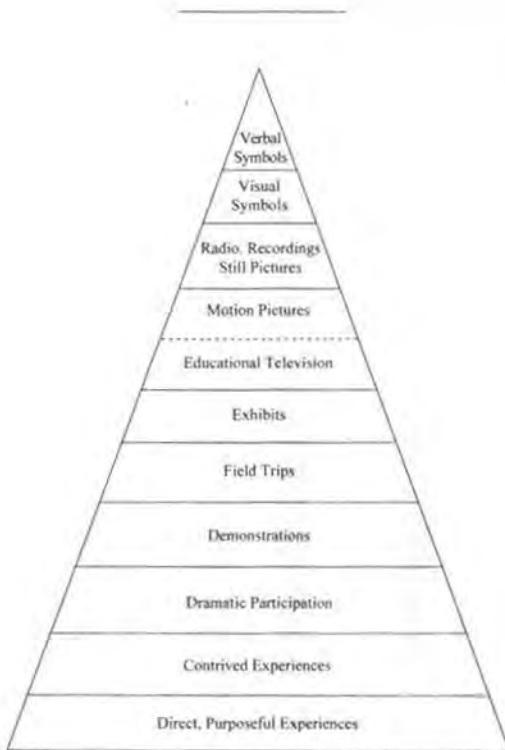 Verbal
Symbols
Visual
Symbols
Radio. Recordings
Still Pictures
Motion Pictures
Educational Television
Exhibits
Field Trips
Demonstrations
Dramatic Participation
Contrived Experiences
Direct, Purposeful Experiences